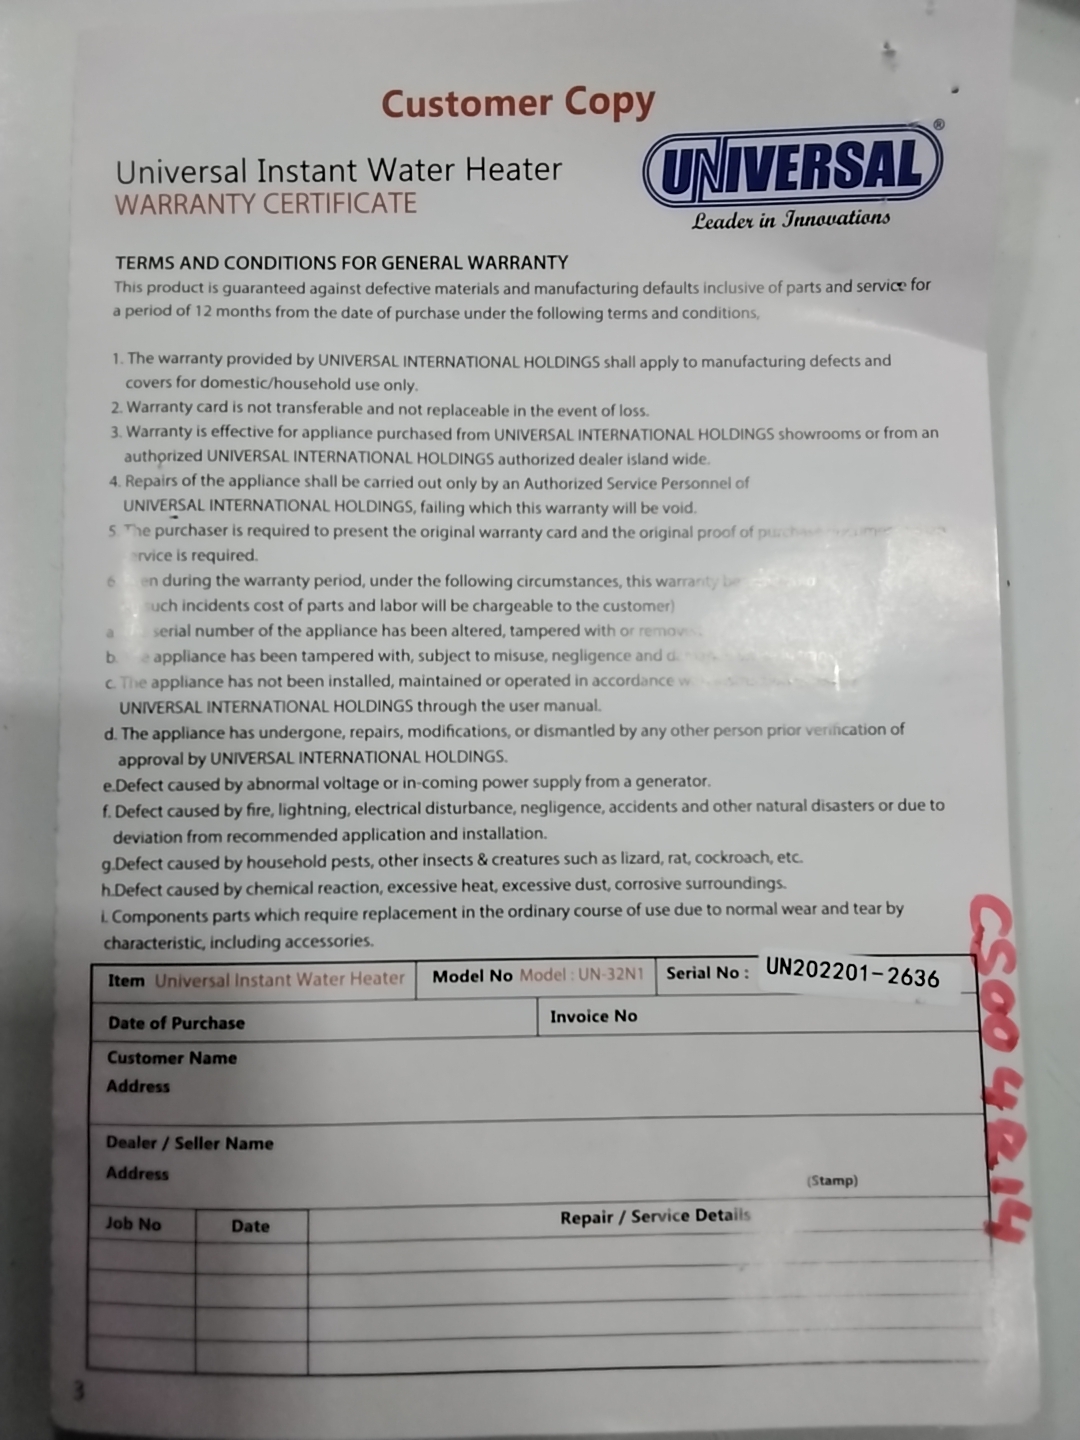 Customer Copy
Universal Instant Water Heater
WARRANTY CERTIFICATE
UNIVERSAL ®
Leader in Innovations
TERMS AND CONDITIONS FOR GENERAL WARRANTY
This product is guaranteed against defective materials and manufacturing defaults inclusive of parts and service for
a period of 12 months from the date of purchase under the following terms and conditions,
1. The warranty provided by UNIVERSAL INTERNATIONAL HOLDINGS shall apply to manufacturing defects and
covers for domestic/household use only.
2. Warranty card is not transferable and not replaceable in the event of loss.
3. Warranty is effective for appliance purchased from UNIVERSAL INTERNATIONAL HOLDINGS showrooms or from an
authorized UNIVERSAL INTERNATIONAL HOLDINGS authorized dealer island wide.
4. Repairs of the appliance shall be carried out only by an Authorized Service Personnel of
UNIVERSAL INTERNATIONAL HOLDINGS, failing which this warranty will be void.
5. The purchaser is required to present the original warranty card and the original proof of
service is required.
6. during the warranty period, under the following circumstances, this warranty
such incidents cost of parts and labor will be chargeable to the customer)
a serial number of the appliance has been altered, tampered with or
b. appliance has been tampered with, subject to misuse, negligence and
c. The appliance has not been installed, maintained or operated in accordance
UNIVERSAL INTERNATIONAL HOLDINGS through the user manual.
d. The appliance has undergone, repairs, modifications, or dismantled by any other person prior verification of
approval by UNIVERSAL INTERNATIONAL HOLDINGS.
e.Defect caused by abnormal voltage or in-coming power supply from a generator.
f. Defect caused by fire, lightning, electrical disturbance, negligence, accidents and other natural disasters or due to
deviation from recommended application and installation.
g.Defect caused by household pests, other insects & creatures such as lizard, rat, cockroach, etc.
h.Defect caused by chemical reaction, excessive heat, excessive dust, corrosive surroundings.
i. Components parts which require replacement in the ordinary course of use due to normal wear and tear by
characteristic, including accessories.
Item Universal Instant Water Heater Model No Model : UN-32N1 Serial No : UN202201-2636
Date of Purchase Invoice No
Customer Name
Address
Dealer / Seller Name
Address
(Stamp)
Job No Date Repair / Service Details
3